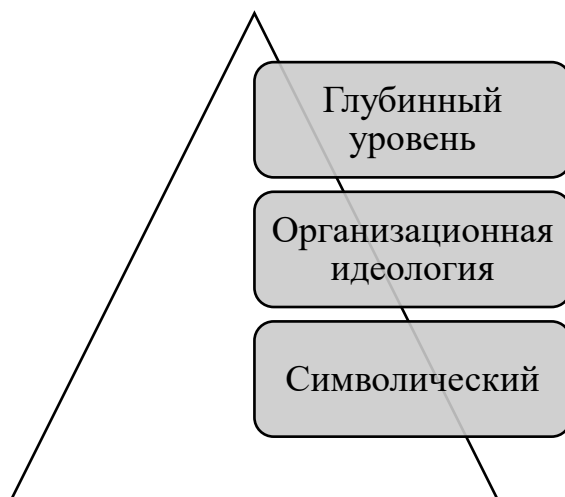 Глубинный
уровень
Организационная
идеология
Символический